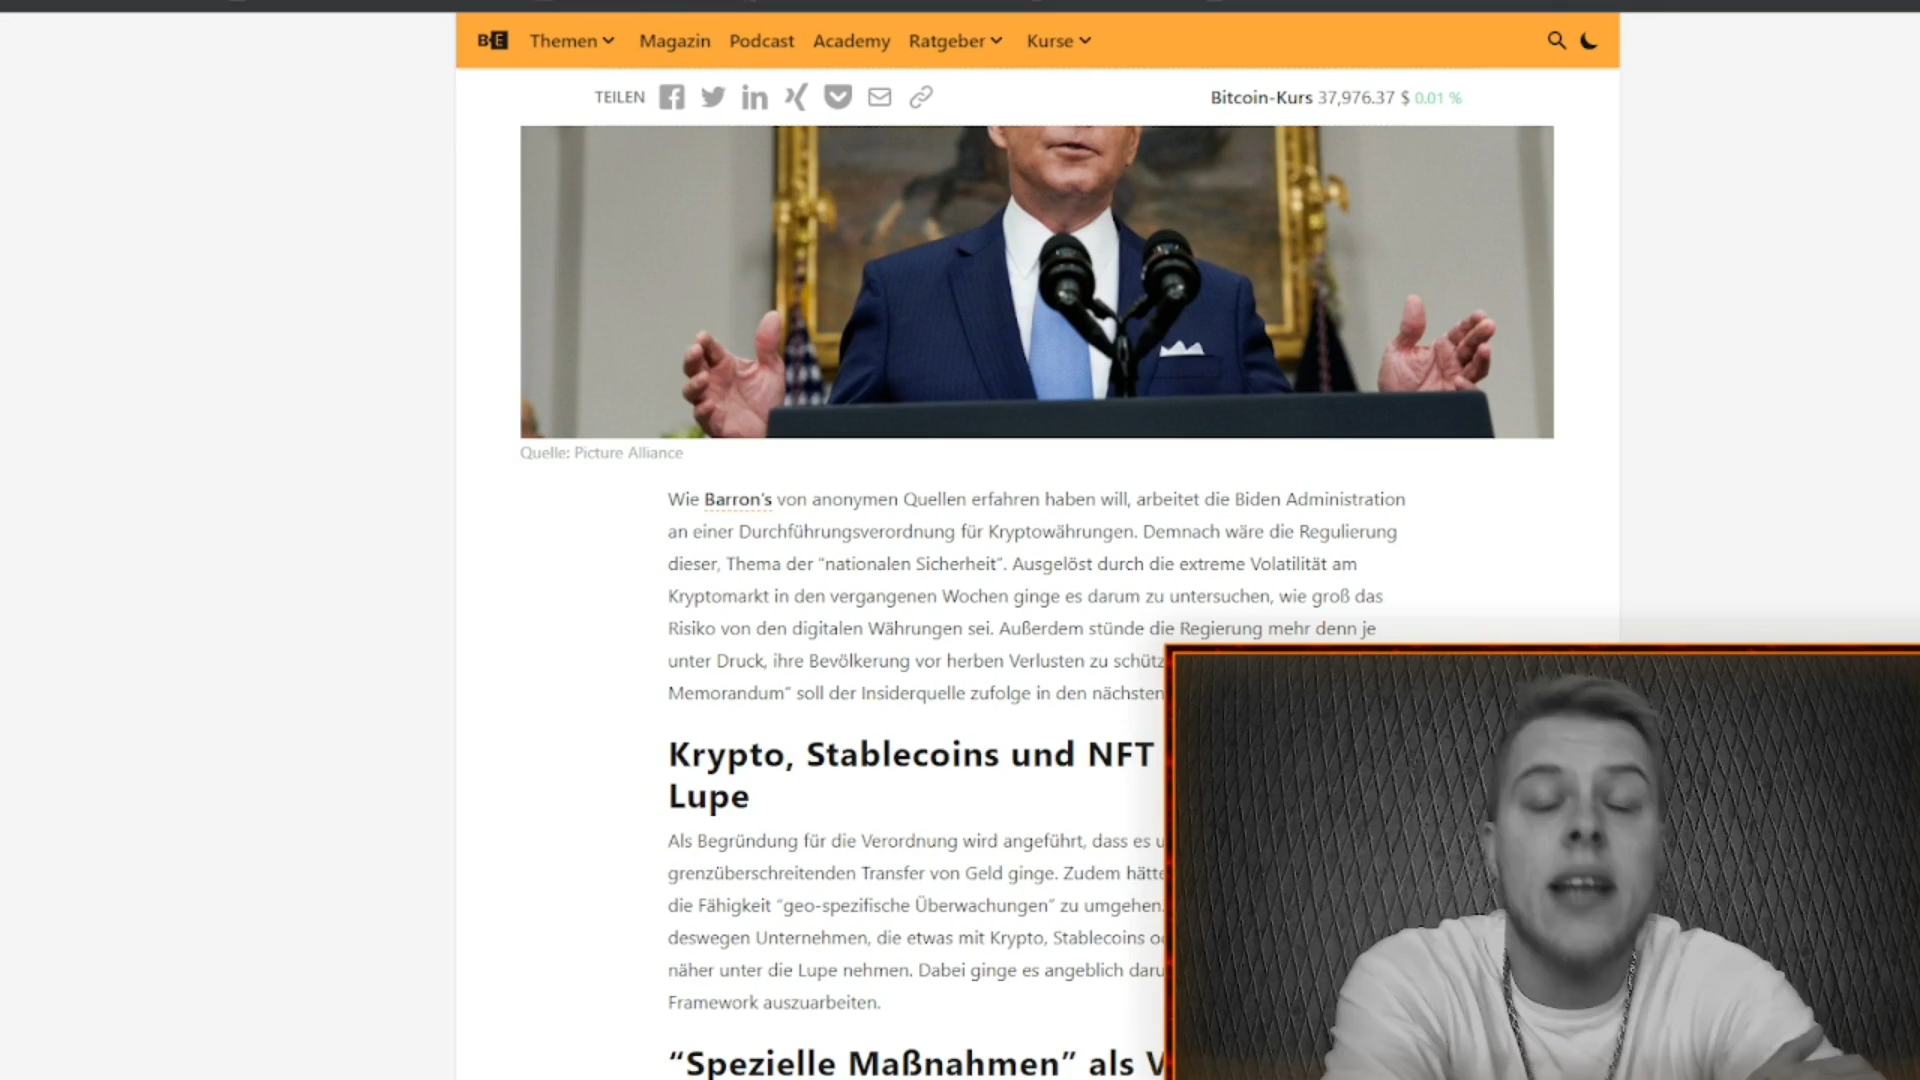 BE Themen Magazin Podcast Academy Ratgeber Kurse
TEILEN
Bitcoin-Kurs 37,976.37 $ 0.01 %
Quelle: Picture Alliance
Wie Barron's von anonymen Quellen erfahren haben will, arbeitet die Biden Administration
an einer Durchführungsverordnung für Kryptowährungen. Demnach wäre die Regulierung
dieser, Thema der “nationalen Sicherheit”. Ausgelöst durch die extreme Volatilität am
Kryptomarkt in den vergangenen Wochen ginge es darum zu untersuchen, wie groß das
Risiko von den digitalen Währungen sei. Außerdem stünde die Regierung mehr denn je
unter Druck, ihre Bevölkerung vor herben Verlusten zu schütz
Memorandum” soll der Insiderquelle zufolge in den nächsten
Krypto, Stablecoins und NFT
Lupe
Als Begründung für die Verordnung wird angeführt, dass es u
grenzüberschreitenden Transfer von Geld ginge. Zudem hätte
die Fähigkeit “geo-spezifische Überwachungen” zu umgehen.
deswegen Unternehmen, die etwas mit Krypto, Stablecoins o
näher unter die Lupe nehmen. Dabei ginge es angeblich daru
Framework auszuarbeiten.
“Spezielle Maßnahmen” als V